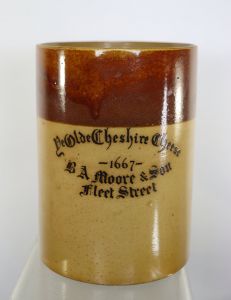 Ye Olde Cheshire Cheese
-1667-
B.A. Moore & Son
Fleet Street